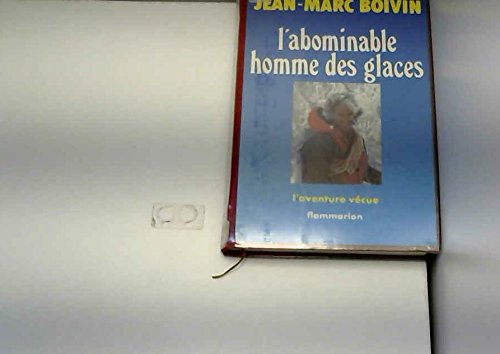 JEAN-MARC BOIVIN
l'abominable
homme des glaces
l'aventure vécue
flammarion